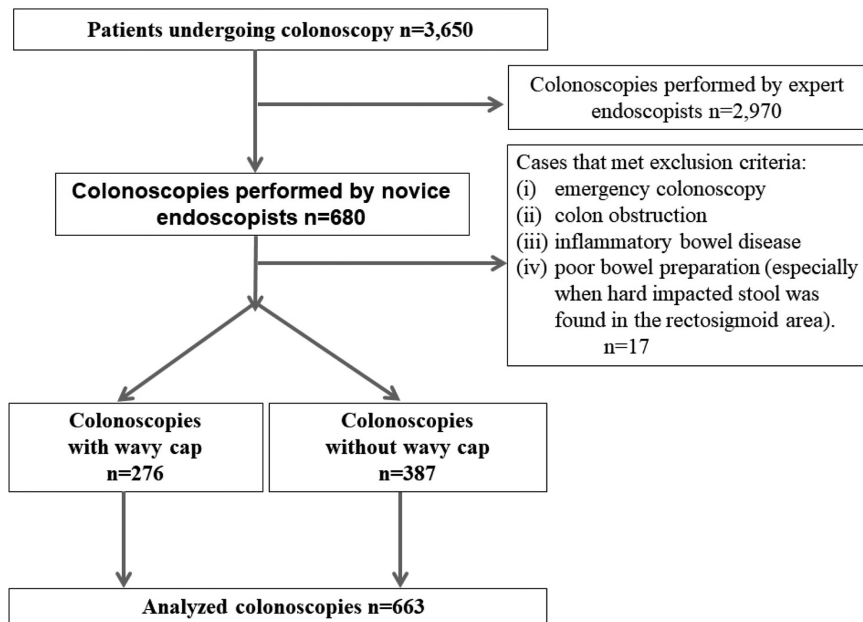 Patients undergoing colonoscopy n=3,650
Colonoscopies performed by expert
endoscopists n=2,970
Colonoscopies performed by novice
endoscopists n=680
Cases that met exclusion criteria:
(i) emergency colonoscopy
(ii) colon obstruction
(iii) inflammatory bowel disease
(iv) poor bowel preparation (especially
when hard impacted stool was
found in the rectosigmoid area).
n=17
Colonoscopies
with wavy cap
n=276
Colonoscopies
without wavy cap
n=387
Analyzed colonoscopies n=663